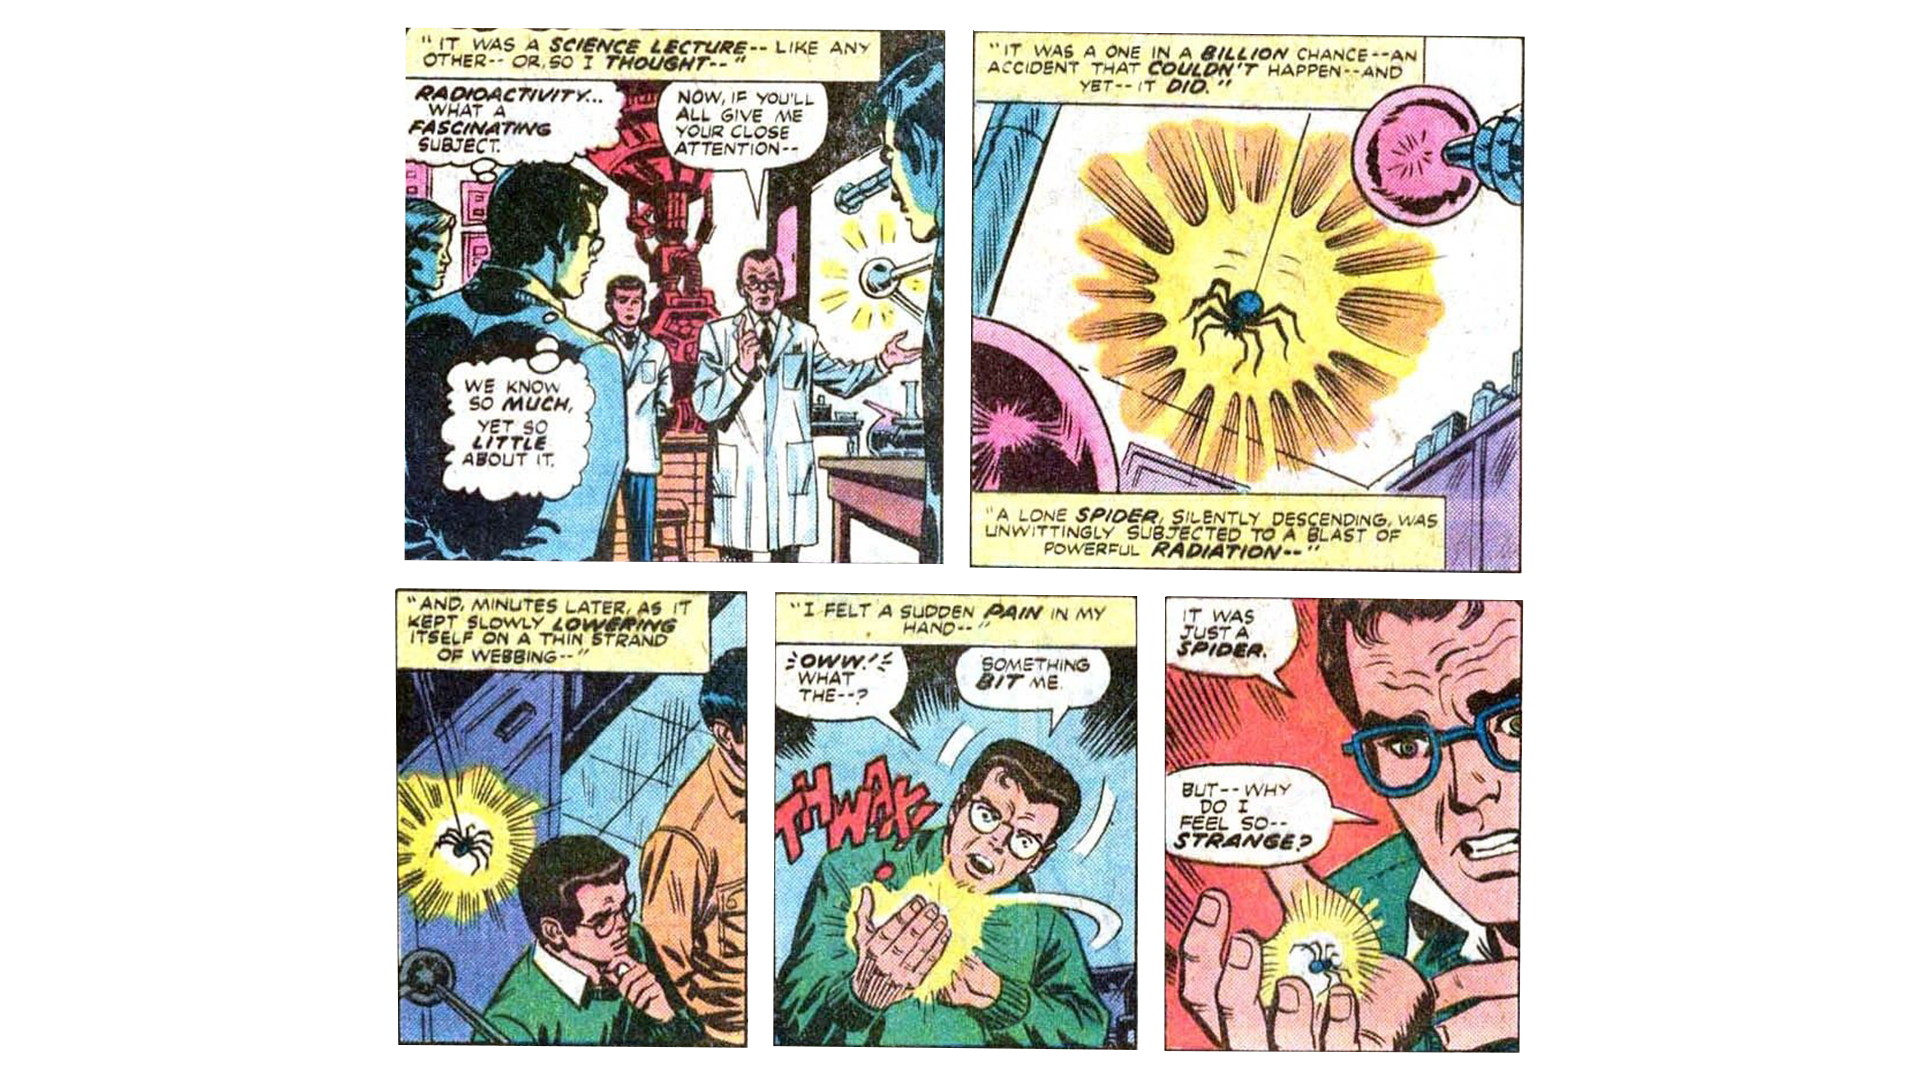 "IT WAS A SCIENCE LECTURE-- LIKE ANY
OTHER-- OR, SO I THOUGHT--"
RADIOACTIVITY...
WHAT A
FASCINATING
SUBJECT.
NOW, IF YOU'LL
ALL GIVE ME
YOUR CLOSE
ATTENTION--
WE KNOW
SO MUCH,
YET SO
LITTLE
ABOUT IT.
"IT WAS A ONE IN A BILLION CHANCE--AN
ACCIDENT THAT COULDN'T HAPPEN--AND
YET--IT DID."
"A LONE SPIDER, SILENTLY DESCENDING, WAS
UNWITTINGLY SUBJECTED TO A BLAST OF
POWERFUL RADIATION--"
"AND, MINUTES LATER, AS IT
KEPT SLOWLY LOWERING
ITSELF ON A THIN STRAND
OF WEBBING--"
"I FELT A SUDDEN PAIN IN MY
HAND--"
OWW!
WHAT
THE--?
SOMETHING
BIT ME.
THWAK
IT WAS
JUST A
SPIDER.
BUT--WHY
DO I
FEEL SO--
STRANGE?